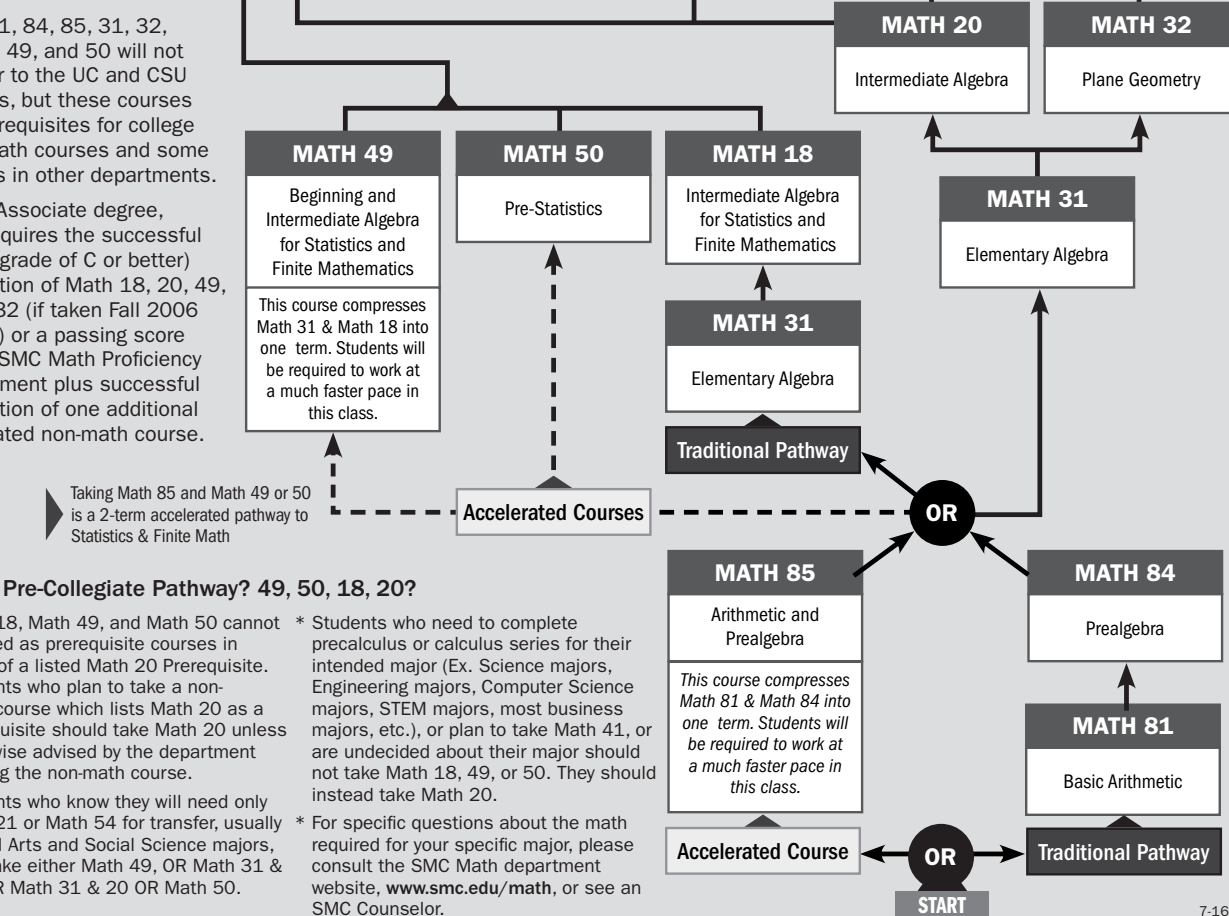 1, 84, 85, 31, 32,
49, and 50 will not
r to the UC and CSU
s, but these courses
requisites for college
ath courses and some
s in other departments.
Associate degree,
quires the successful
grade of C or better)
tion of Math 18, 20, 49,
32 (if taken Fall 2006
) or a passing score
SMC Math Proficiency
ment plus successful
tion of one additional
ated non-math course.
MATH 20
Intermediate Algebra
MATH 32
Plane Geometry
MATH 49
Beginning and
Intermediate Algebra
for Statistics and
Finite Mathematics
This course compresses
Math 31 & Math 18 into
one term. Students will
be required to work at
a much faster pace in
this class.
MATH 50
Pre-Statistics
MATH 18
Intermediate Algebra
for Statistics and
Finite Mathematics
MATH 31
Elementary Algebra
MATH 31
Elementary Algebra
Traditional Pathway
Taking Math 85 and Math 49 or 50
is a 2-term accelerated pathway to
Statistics & Finite Math
Accelerated Courses
OR
Pre-Collegiate Pathway? 49, 50, 18, 20?
18, Math 49, and Math 50 cannot
ed as prerequisite courses in
of a listed Math 20 Prerequisite.
nts who plan to take a non-
course which lists Math 20 as a
quisite should take Math 20 unless
wise advised by the department
ng the non-math course.
nts who know they will need only
21 or Math 54 for transfer, usually
l Arts and Social Science majors,
ake either Math 49, OR Math 31 &
R Math 31 & 20 OR Math 50.
* Students who need to complete
precalculus or calculus series for their
intended major (Ex. Science majors,
Engineering majors, Computer Science
majors, STEM majors, most business
majors, etc.), or plan to take Math 41, or
are undecided about their major should
not take Math 18, 49, or 50. They should
instead take Math 20.
* For specific questions about the math
required for your specific major, please
consult the SMC Math department
website, www.smc.edu/math, or see an
SMC Counselor.
MATH 85
Arithmetic and
Prealgebra
This course compresses
Math 81 & Math 84 into
one term. Students will
be required to work at
a much faster pace in
this class.
MATH 84
Prealgebra
MATH 81
Basic Arithmetic
Accelerated Course
OR
Traditional Pathway
START
7-16